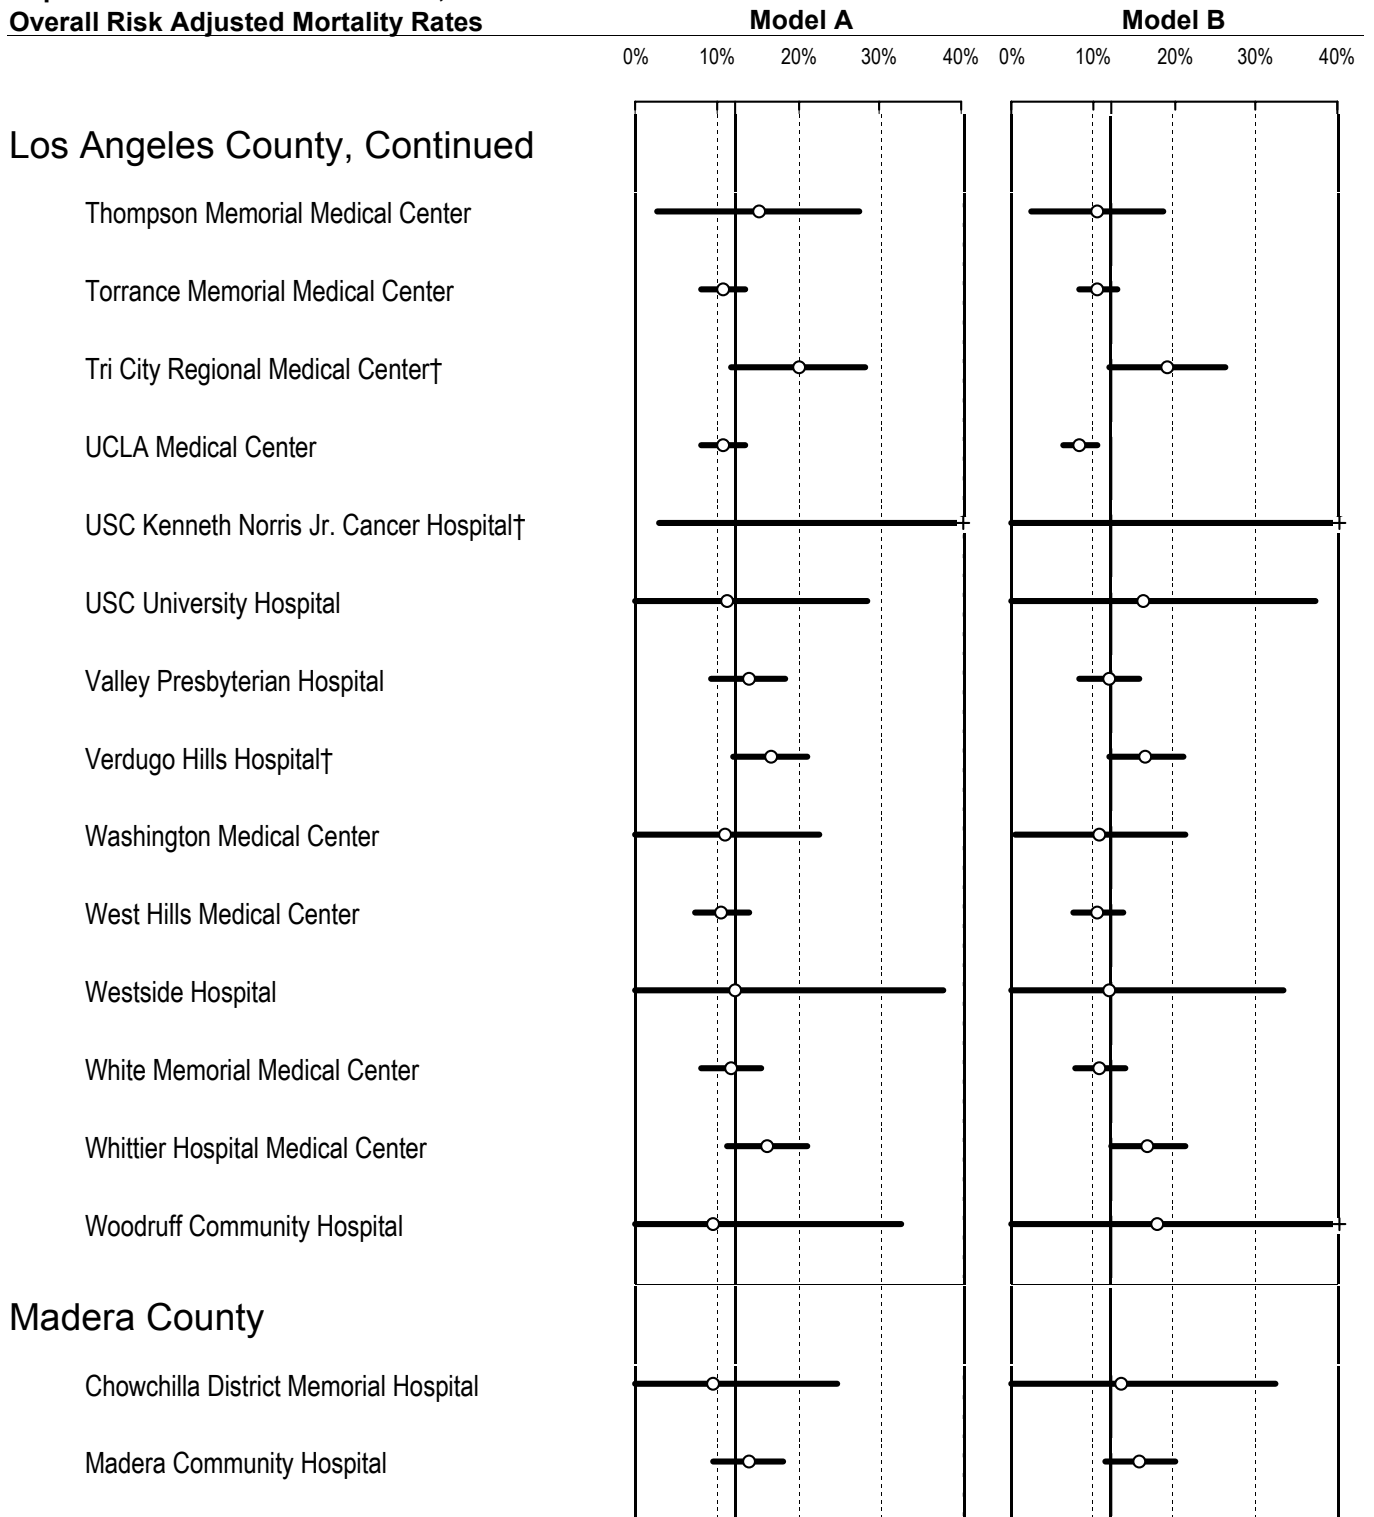 Overall Risk Adjusted Mortality Rates Model A Model B
0% 10% 20% 30% 40% 0% 10% 20% 30% 40%
Los Angeles County, Continued
Thompson Memorial Medical Center
Torrance Memorial Medical Center
Tri City Regional Medical Center†
UCLA Medical Center
USC Kenneth Norris Jr. Cancer Hospital†
USC University Hospital
Valley Presbyterian Hospital
Verdugo Hills Hospital†
Washington Medical Center
West Hills Medical Center
Westside Hospital
White Memorial Medical Center
Whittier Hospital Medical Center
Woodruff Community Hospital
Madera County
Chowchilla District Memorial Hospital
Madera Community Hospital